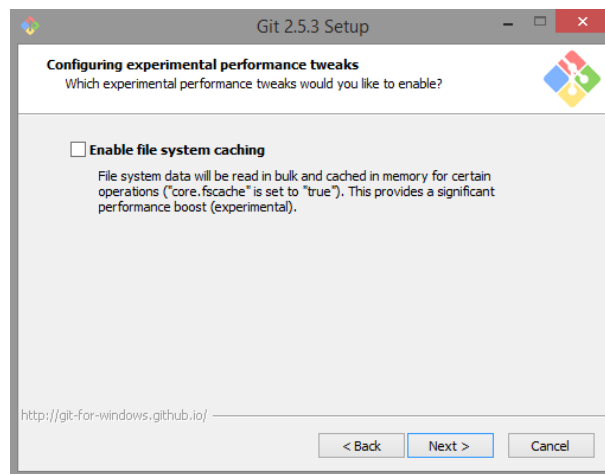 Git 2.5.3 Setup
Configuring experimental performance tweaks
Which experimental performance tweaks would you like to enable?
Enable file system caching
File system data will be read in bulk and cached in memory for certain
operations ("core.fscache" is set to "true"). This provides a significant
performance boost (experimental).
http://git-for-windows.github.io/
< Back Next > Cancel